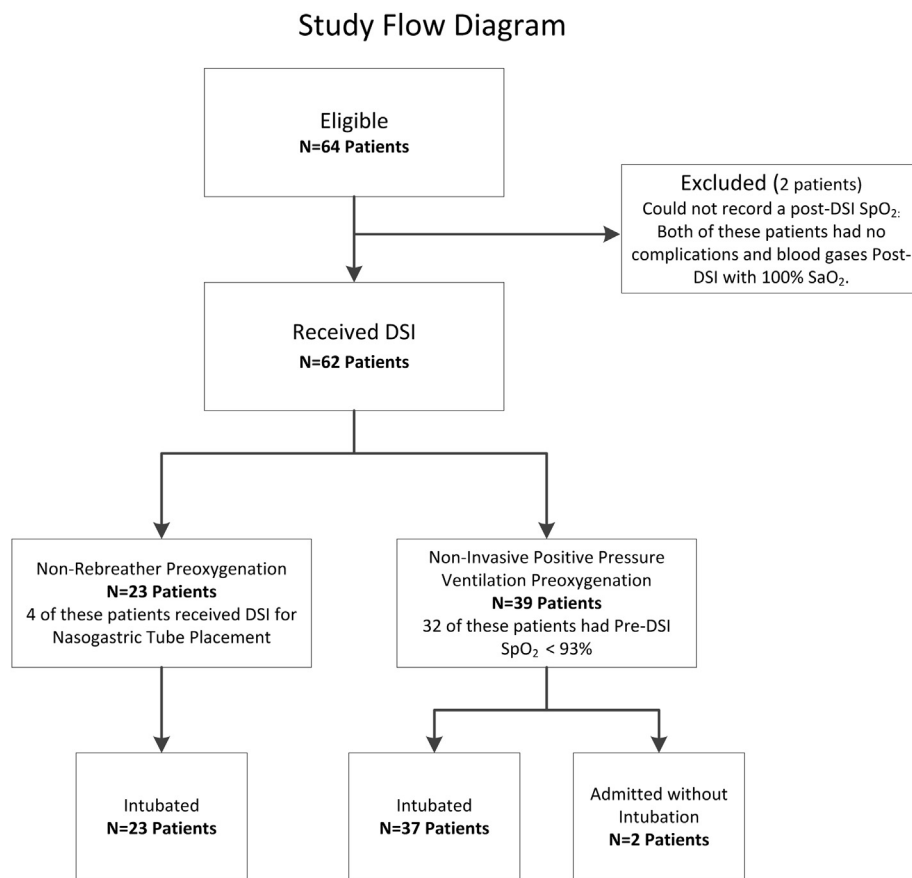 Study Flow Diagram
Eligible
N=64 Patients
Excluded (2 patients)
Could not record a post-DSI SpO₂:
Both of these patients had no
complications and blood gases Post-
DSI with 100% SaO₂.
Received DSI
N=62 Patients
Non-Rebreather Preoxygenation
N=23 Patients
4 of these patients received DSI for
Nasogastric Tube Placement
Non-Invasive Positive Pressure
Ventilation Preoxygenation
N=39 Patients
32 of these patients had Pre-DSI
SpO₂ < 93%
Intubated
N=23 Patients
Intubated
N=37 Patients
Admitted without
Intubation
N=2 Patients